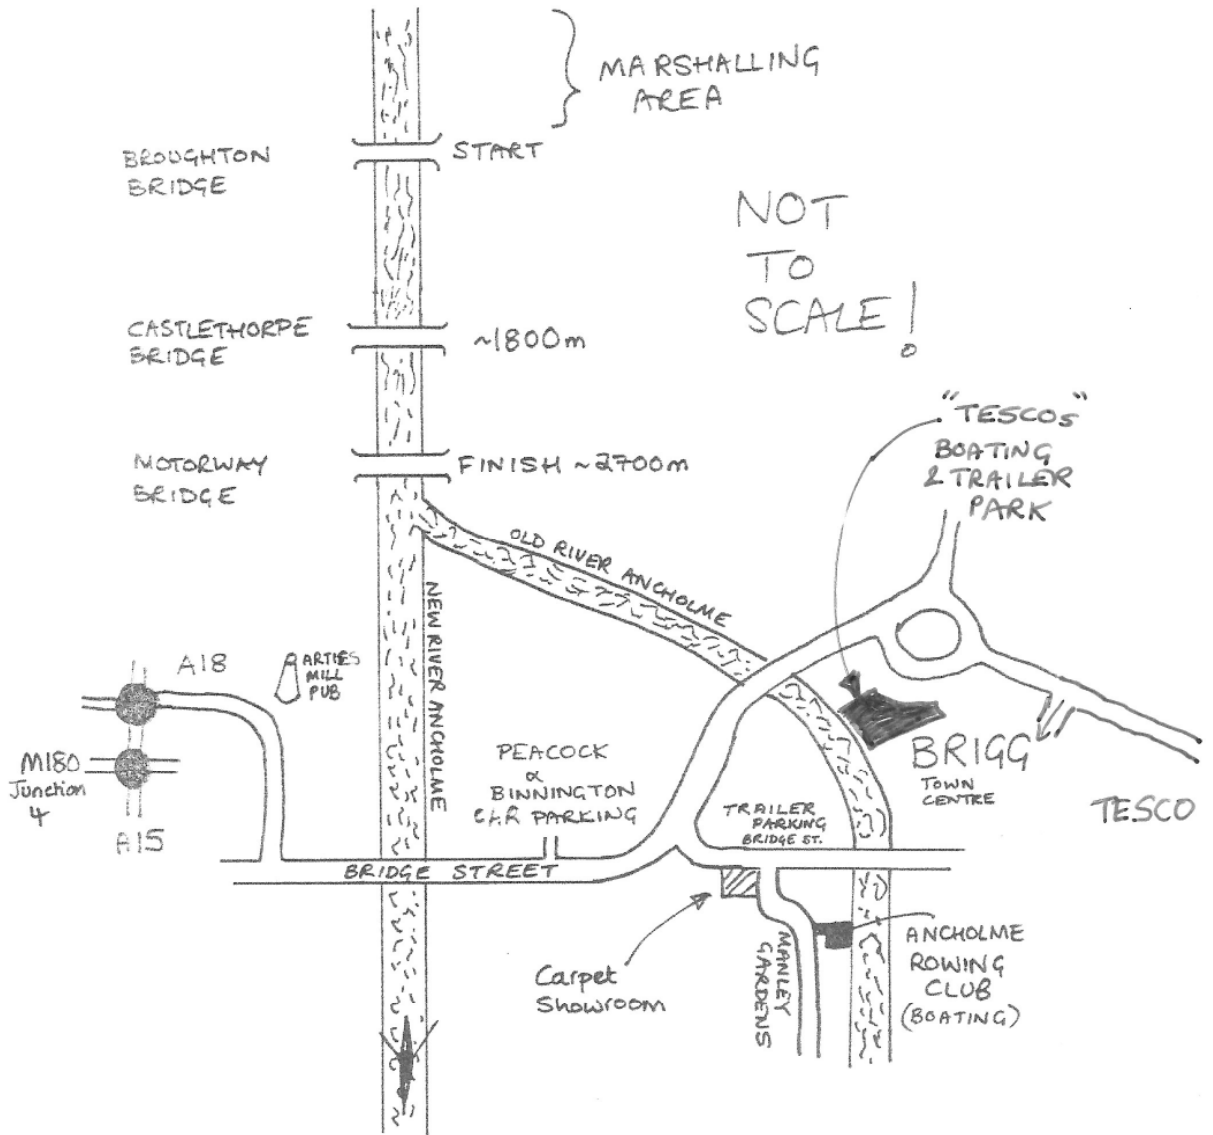 MARSHALLING
AREA
BROUGHTON
BRIDGE
START
NOT
TO
SCALE!
CASTLETHORPE
BRIDGE
~1800m
"TESCOs"
BOATING
& TRAILER
PARK
MOTORWAY
BRIDGE
FINISH ~2700m
OLD RIVER ANCHOLME
NEW RIVER ANCHOLME
A18
ARTIES
MILL
PUB
M180
Junction
4
A15
PEACOCK
&
BINNINGTON
CAR PARKING
BRIGG
TOWN
CENTRE
TESCO
TRAILER
PARKING
BRIDGE ST.
BRIDGE STREET
Carpet
Showroom
MANLEY
GARDENS
ANCHOLME
ROWING
CLUB
(BOATING)